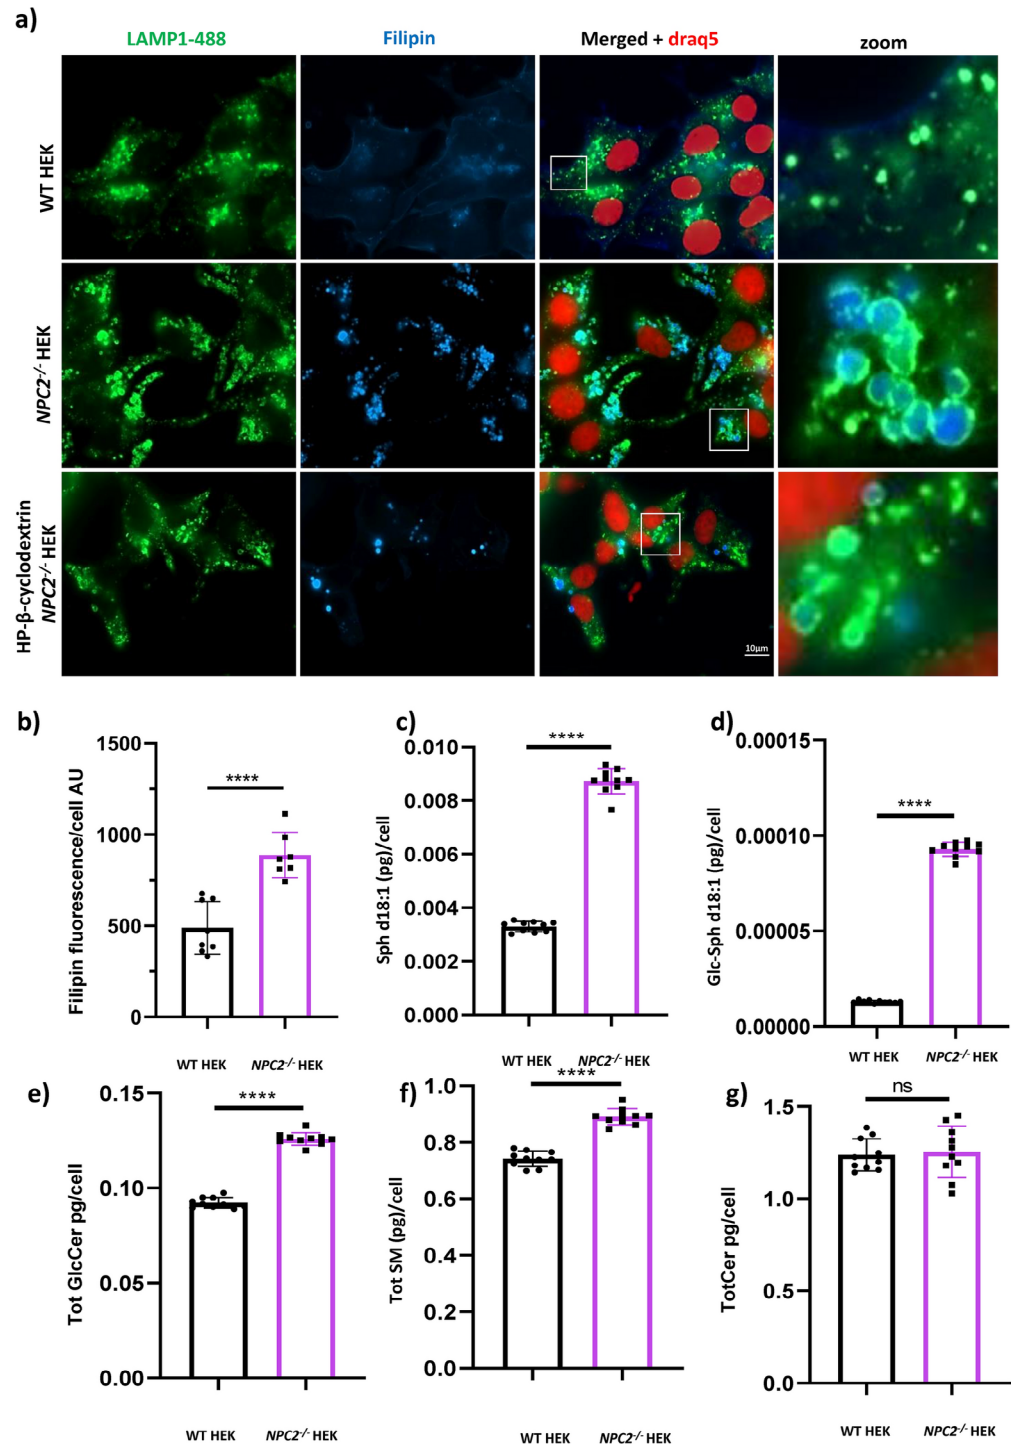 a)
LAMP1-488 Filipin Merged + draq5 zoom
WT HEK
NPC2-/- HEK
HP-β-cyclodextrin
NPC2-/- HEK
10µm
b)
Filipin fluorescence/cell AU
1500
1000
500
0
****
WT HEK NPC2-/- HEK
c)
Sph d18:1 (pg)/cell
0.010
0.008
0.006
0.004
0.002
0.000
****
WT HEK NPC2-/- HEK
d)
Glc-Sph d18:1 (pg)/cell
0.00015
0.00010
0.00005
0.00000
****
WT HEK NPC2-/- HEK
e)
Tot GlcCer pg/cell
0.15
0.10
0.05
0.00
****
WT HEK NPC2-/- HEK
f)
Tot SM (pg)/cell
1.0
0.8
0.6
0.4
0.2
0.0
****
WT HEK NPC2-/- HEK
g)
TotCer pg/cell
1.5
1.0
0.5
0.0
ns
WT HEK NPC2-/- HEK